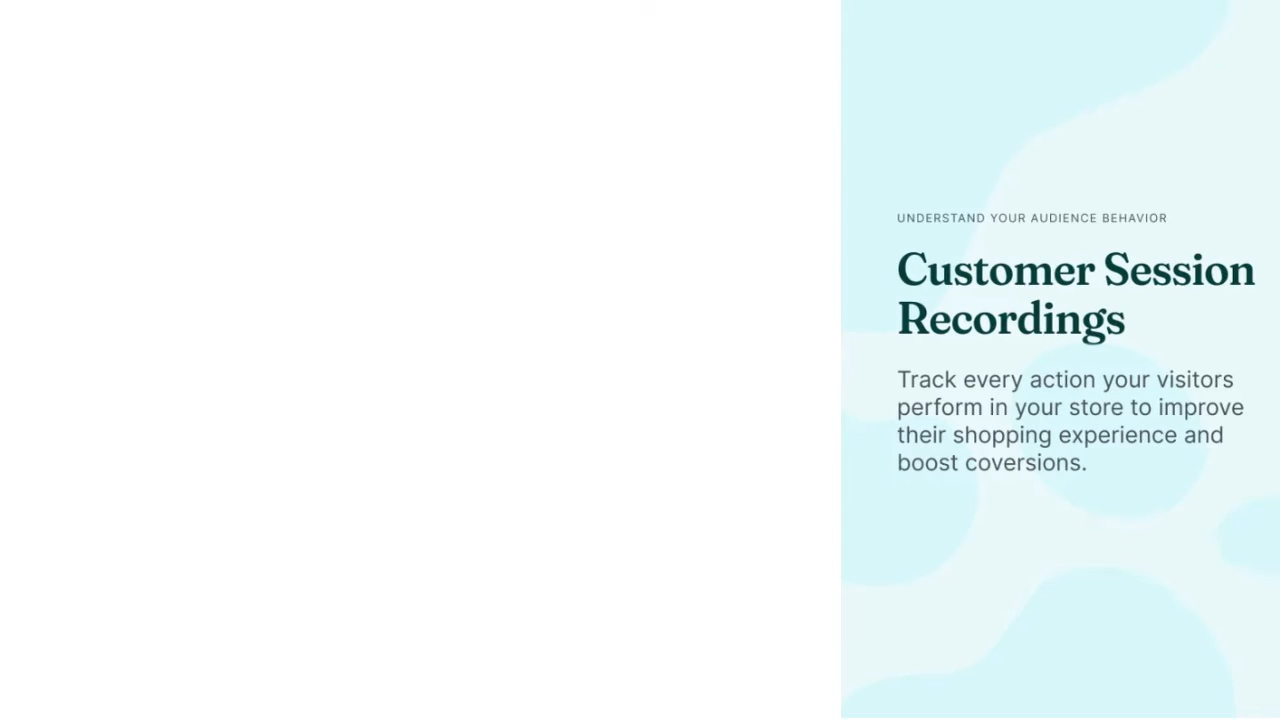 UNDERSTAND YOUR AUDIENCE BEHAVIOR
Customer Session
Recordings
Track every action your visitors
perform in your store to improve
their shopping experience and
boost coversions.